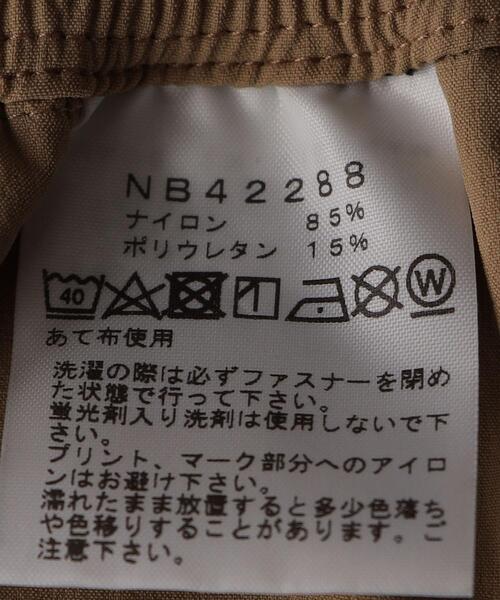 NB42288
ナイロン 85%
ポリウレタン 15%
40 W
あて布使用
洗濯の際は必ずファスナーを閉め
た状態で行って下さい。
蛍光剤入り洗剤は使用しないで下
さい。
プリント、マーク部分へのアイロ
ンはお避け下さい。
濡れたまま放置すると多少色落ち
や色移りすることがあります。ご
注意下さい。